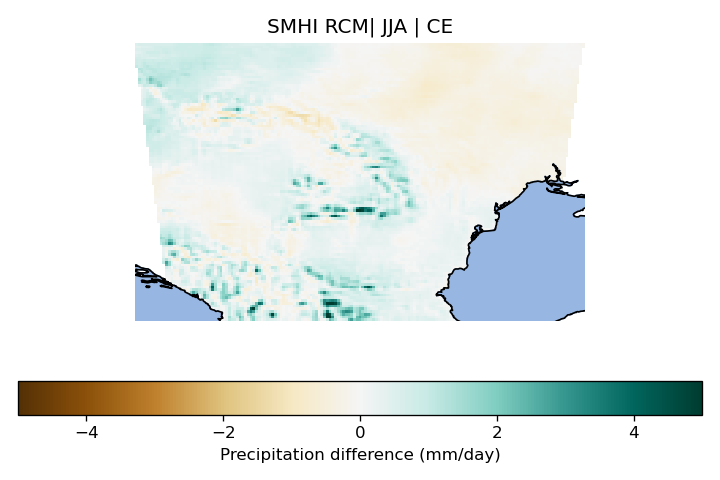 SMHI RCM| JJA | CE
−4 −2 0 2 4
Precipitation difference (mm/day)